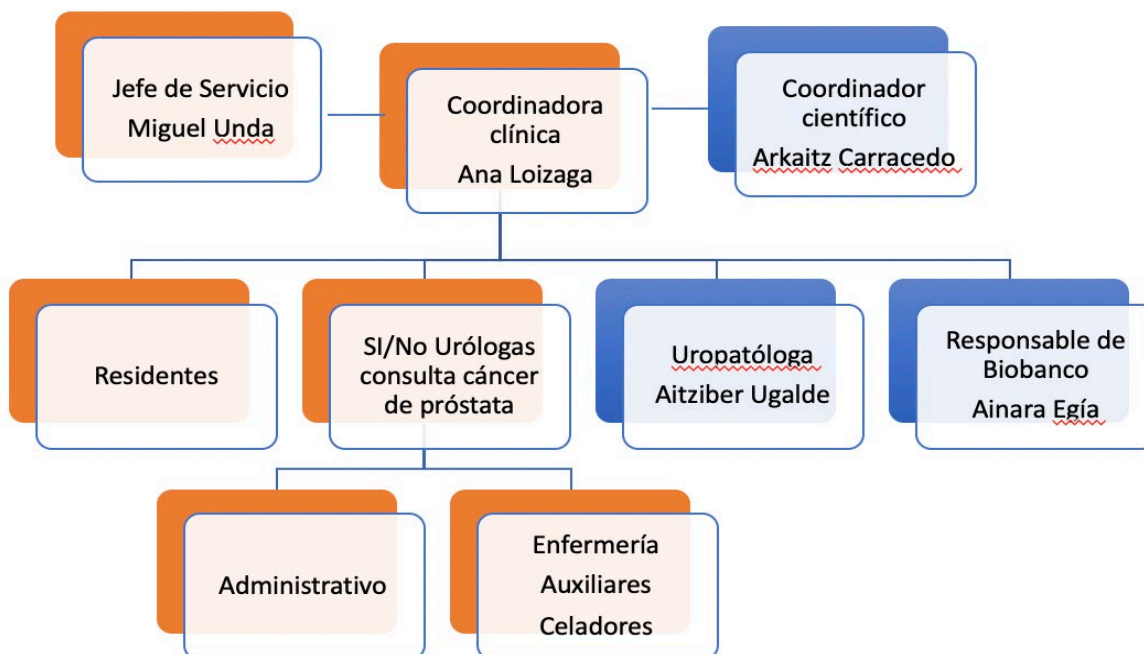 Jefe de Servicio
Miguel Unda
Coordinadora
clínica
Ana Loizaga
Coordinador
científico
Arkaitz Carracedo
Residentes
SI/No Urólogas
consulta cáncer
de próstata
Uropatóloga
Aitziber Ugalde
Responsable de
Biobanco
Ainara Egía
Administrativo
Enfermería
Auxiliares
Celadores